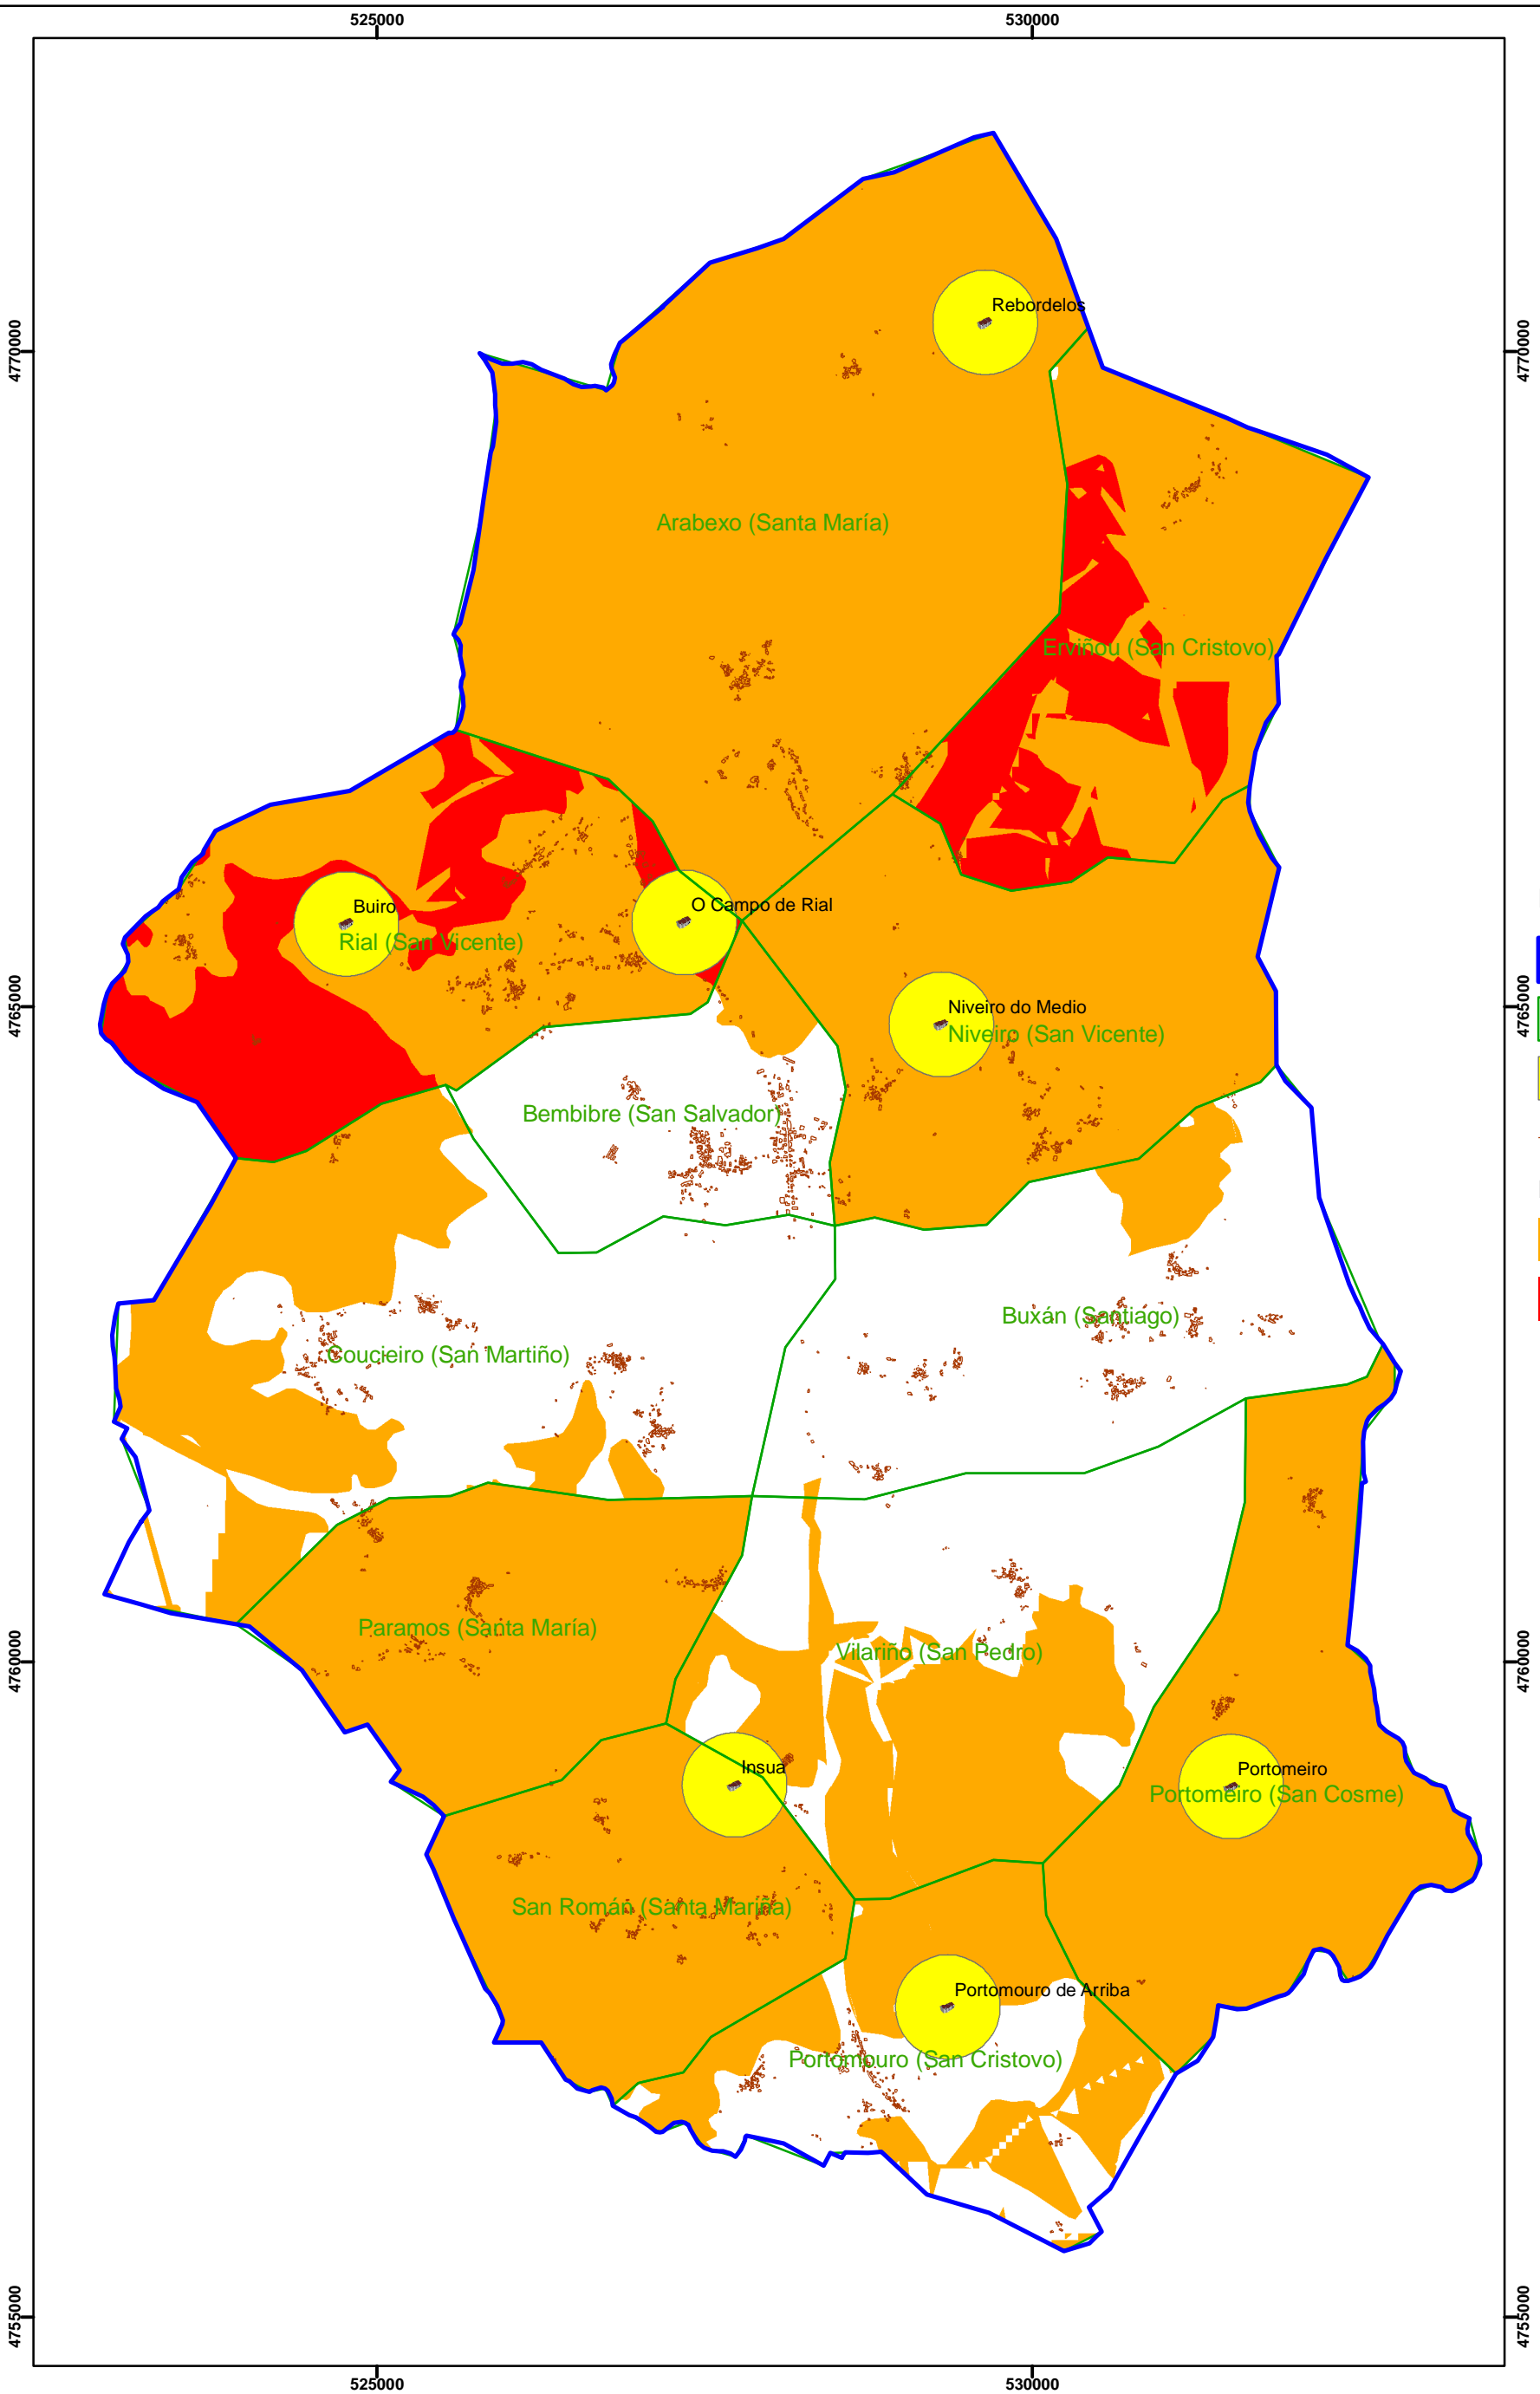 525000
530000
Rebordelos
4770000
4770000
Arabexo (Santa María)
Erviñou (San Cristovo)
O Campo de Rial
Buiro
Rial (San Vicente)
4765000
Niveiro do Medio
4765000
Niveiro (San Vicente)
Bembibre (San Salvador)
Buxán (Santiago)
Coucieiro (San Martiño)
Paramos (Santa María)
Vilariño (San Pedro)
4760000
4760000
Insua
Portomeiro
Portomeiro (San Cosme)
San Román (Santa Mariña)
Portomouro de Arriba
Portomouro (San Cristovo)
4755000
4755000
525000
530000